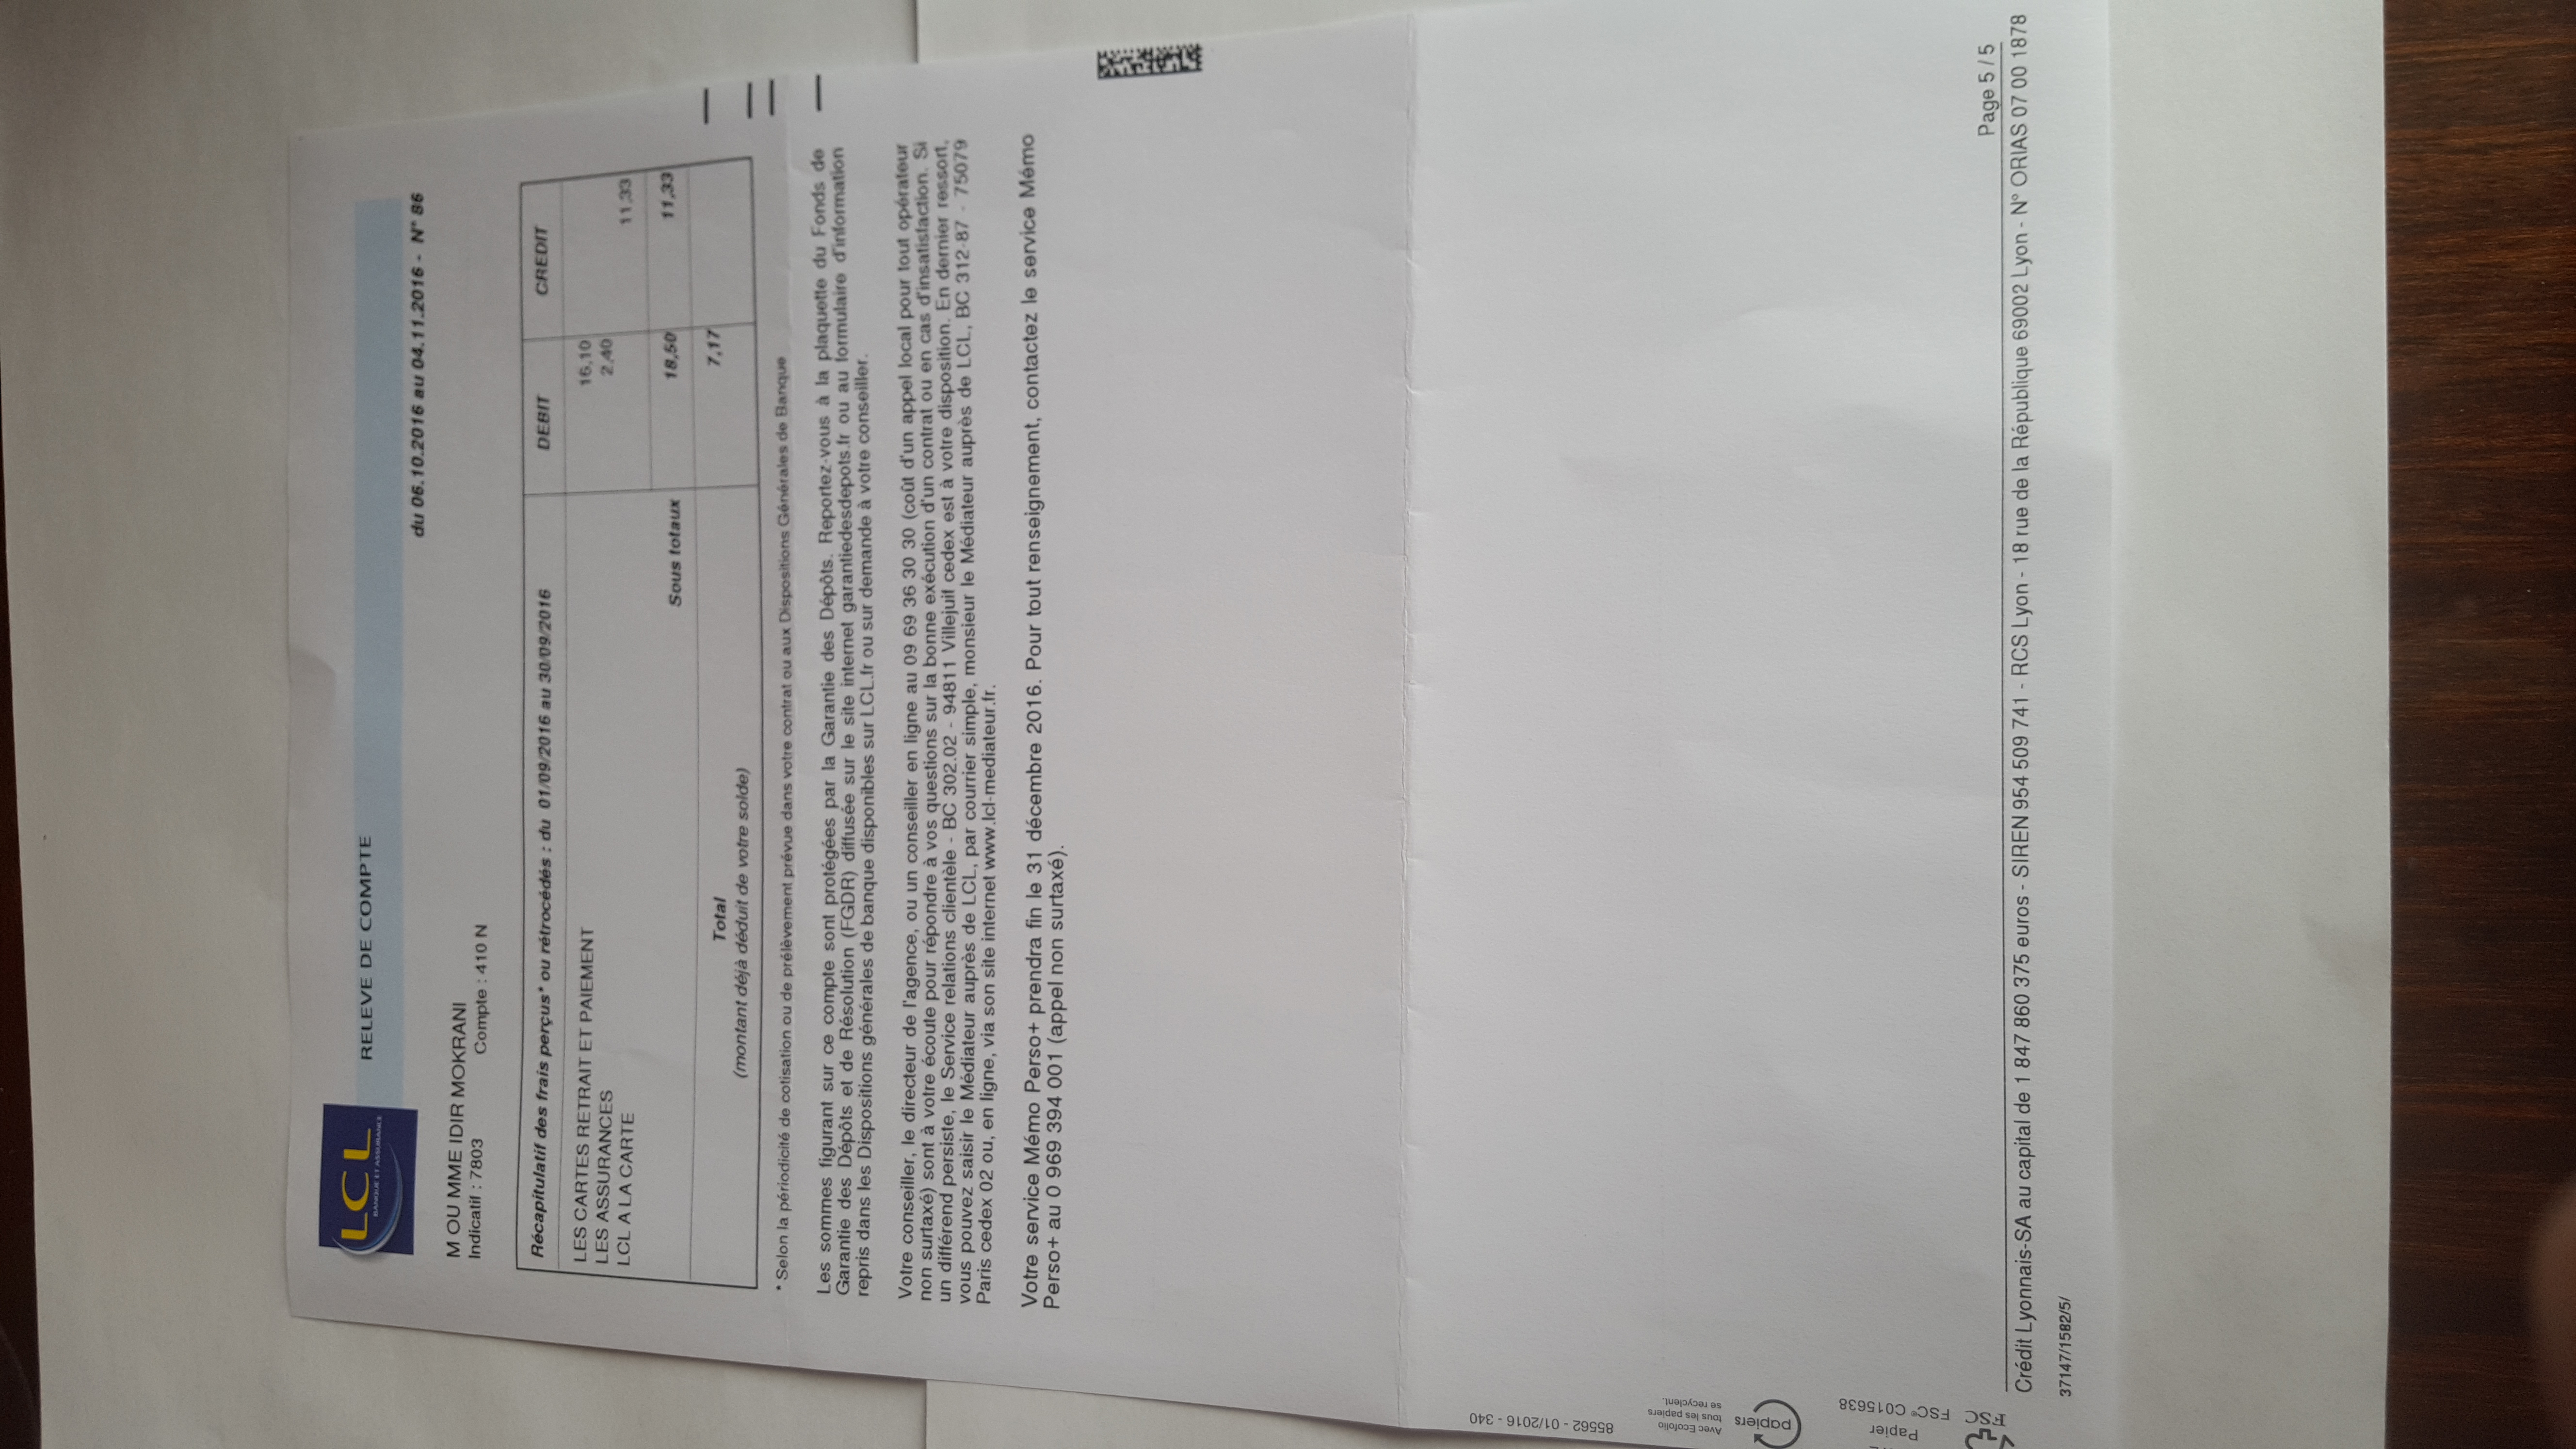 LCL
BANQUE ET ASSURANCE
RELEVE DE COMPTE
du 06.10.2016 au 04.11.2016 - N° 86
M OU MME IDIR MOKRANI
Indicatif : 7803 Compte : 410 N
Récapitulatif des frais perçus* ou rétrocédés : du 01/09/2016 au 30/09/2016 DEBIT CREDIT
LES CARTES RETRAIT ET PAIEMENT 16,10
LES ASSURANCES 2,40
LCL A LA CARTE 11,33
Sous totaux 18,50 11,33
Total 7,17
(montant déjà déduit de votre solde)
* Selon la périodicité de cotisation ou de prélèvement prévue dans votre contrat ou aux Dispositions Générales de Banque
Les sommes figurant sur ce compte sont protégées par la Garantie des Dépôts. Reportez-vous à la plaquette du Fonds de
Garantie des Dépôts et de Résolution (FGDR) diffusée sur le site internet garantiedesdepots.fr ou au formulaire d'information
repris dans les Dispositions générales de banque disponibles sur LCL.fr ou sur demande à votre conseiller.
Votre conseiller, le directeur de l'agence, ou un conseiller en ligne au 09 69 36 30 30 (coût d'un appel local pour tout opérateur
non surtaxé) sont à votre écoute pour répondre à vos questions sur la bonne exécution d'un contrat ou en cas d'insatisfaction. Si
un différend persiste, le Service relations clientèle - BC 302.02 - 94811 Villejuif cedex est à votre disposition. En dernier ressort,
vous pouvez saisir le Médiateur auprès de LCL, par courrier simple, monsieur le Médiateur auprès de LCL, BC 312-87 - 75079
Paris cedex 02 ou, en ligne, via son site internet www.lcl-mediateur.fr.
Votre service Mémo Perso+ prendra fin le 31 décembre 2016. Pour tout renseignement, contactez le service Mémo
Perso+ au 0 969 394 001 (appel non surtaxé).
85562 - 01/2016 - 340
Avec Ecofolio
tous les papiers
se recyclent.
papiers
Papier
FSC® C015638
FSC
Page 5 / 5
Crédit Lyonnais-SA au capital de 1 847 860 375 euros - SIREN 954 509 741 - RCS Lyon - 18 rue de la République 69002 Lyon - N° ORIAS 07 00 1878
37147/1582/5/